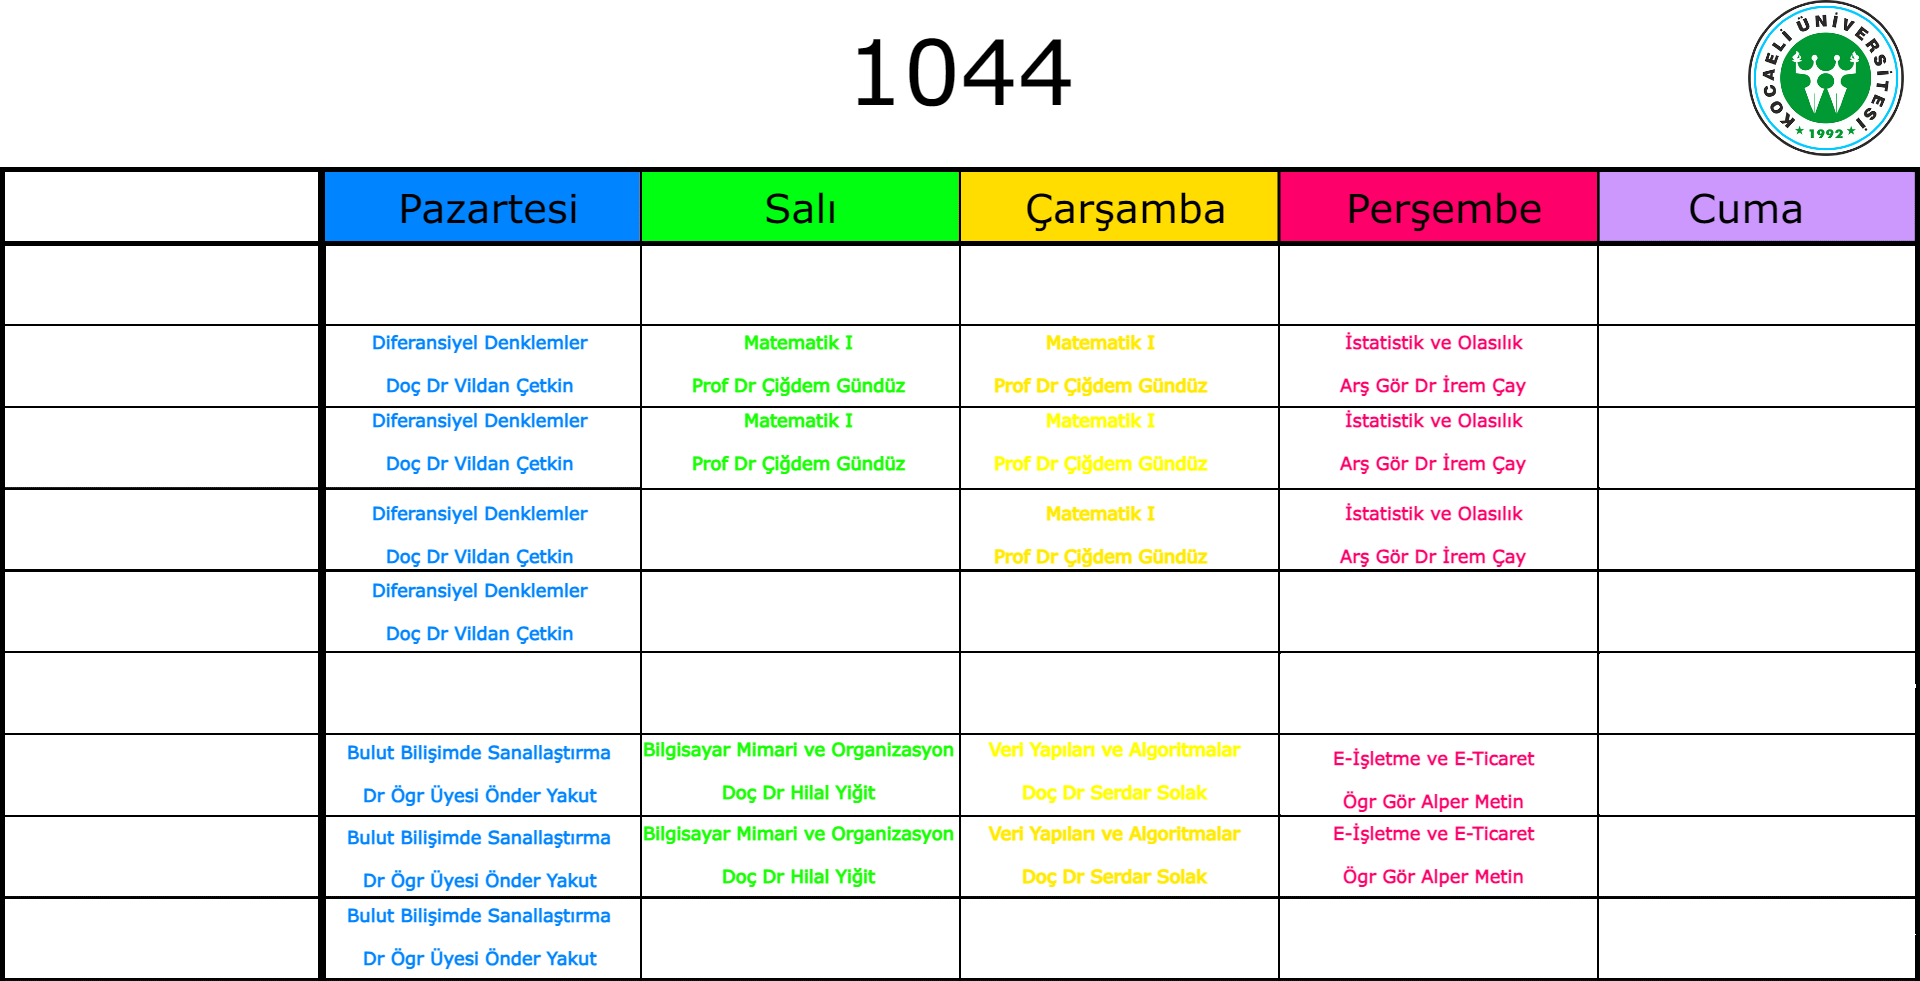 1044
KOCAELİ ÜNİVERSİTESİ
1992
Pazartesi Salı Çarşamba Perşembe Cuma
Diferansiyel Denklemler Matematik I Matematik I İstatistik ve Olasılık
Doç Dr Vildan Çetkin Prof Dr Çiğdem Gündüz Prof Dr Çiğdem Gündüz Arş Gör Dr İrem Çay
Diferansiyel Denklemler Matematik I Matematik I İstatistik ve Olasılık
Doç Dr Vildan Çetkin Prof Dr Çiğdem Gündüz Prof Dr Çiğdem Gündüz Arş Gör Dr İrem Çay
Diferansiyel Denklemler Matematik I İstatistik ve Olasılık
Doç Dr Vildan Çetkin Prof Dr Çiğdem Gündüz Arş Gör Dr İrem Çay
Diferansiyel Denklemler
Doç Dr Vildan Çetkin
Bulut Bilişimde Sanallaştırma Bilgisayar Mimari ve Organizasyon Veri Yapıları ve Algoritmalar E-İşletme ve E-Ticaret
Dr Ögr Üyesi Önder Yakut Doç Dr Hilal Yiğit Doç Dr Serdar Solak Ögr Gör Alper Metin
Bulut Bilişimde Sanallaştırma Bilgisayar Mimari ve Organizasyon Veri Yapıları ve Algoritmalar E-İşletme ve E-Ticaret
Dr Ögr Üyesi Önder Yakut Doç Dr Hilal Yiğit Doç Dr Serdar Solak Ögr Gör Alper Metin
Bulut Bilişimde Sanallaştırma
Dr Ögr Üyesi Önder Yakut